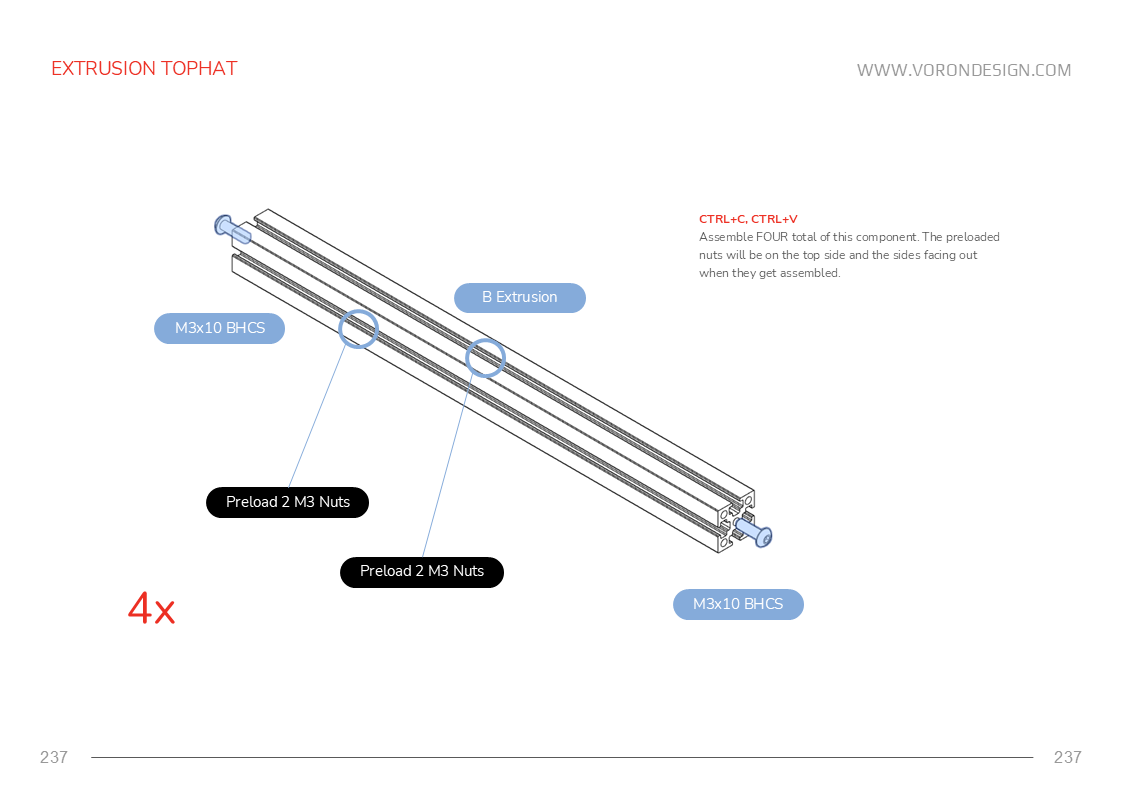 EXTRUSION TOPHAT
WWW.VORONDESIGN.COM
CTRL+C, CTRL+V
Assemble FOUR total of this component. The preloaded
nuts will be on the top side and the sides facing out
when they get assembled.
B Extrusion
M3x10 BHCS
Preload 2 M3 Nuts
Preload 2 M3 Nuts
4x
M3x10 BHCS
237
237